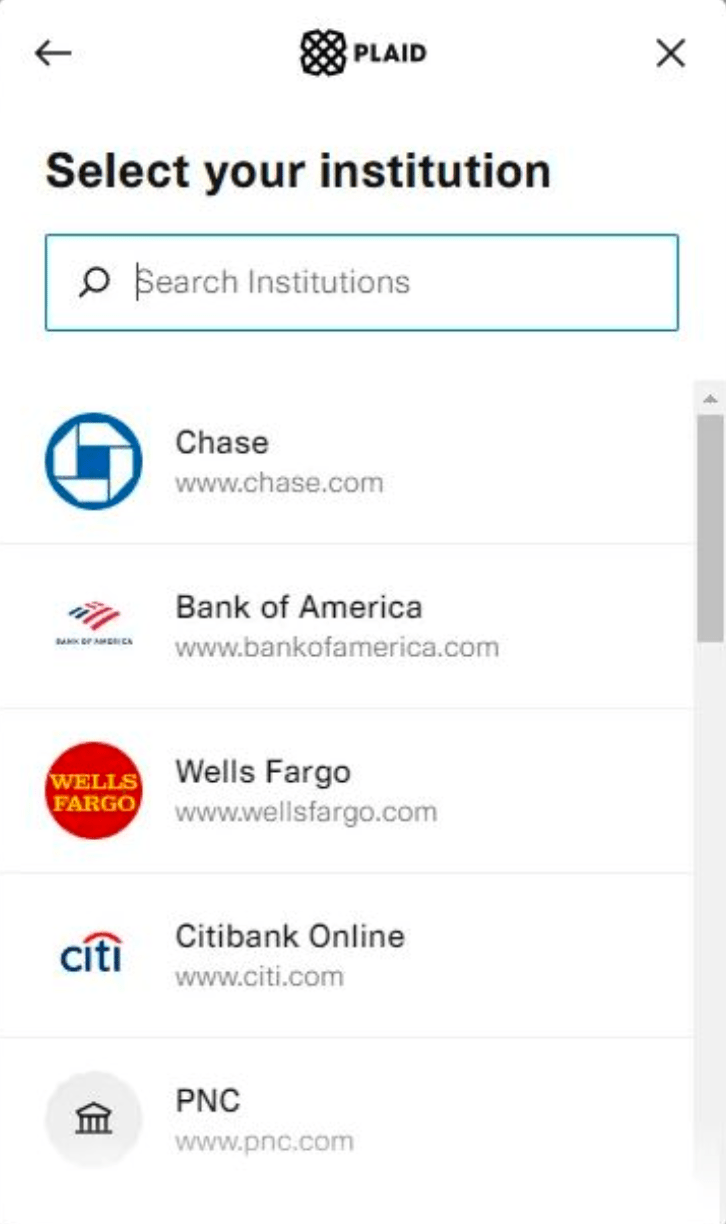 PLAID
Select your institution
Search Institutions
Chase
www.chase.com
BANK OF AMERICA
Bank of America
www.bankofamerica.com
WELLS
FARGO
Wells Fargo
www.wellsfargo.com
citi
Citibank Online
www.citi.com
PNC
www.pnc.com